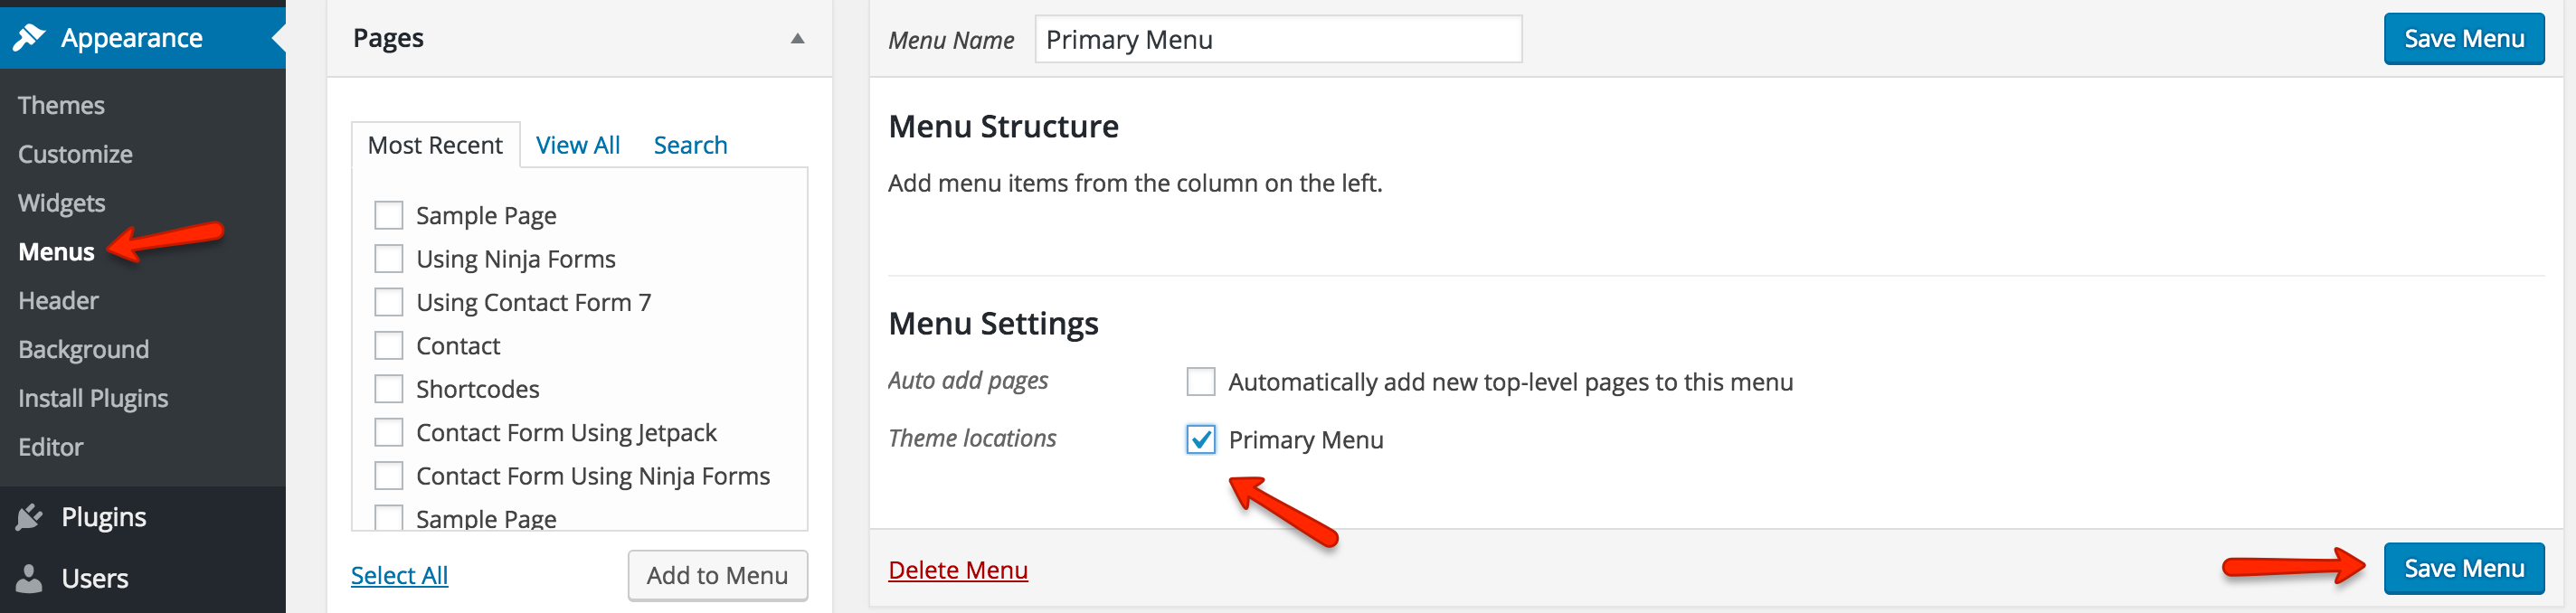 Appearance
Themes
Customize
Widgets
Menus
Header
Background
Install Plugins
Editor
Plugins
Users
Pages
Most Recent View All Search
Sample Page
Using Ninja Forms
Using Contact Form 7
Contact
Shortcodes
Contact Form Using Jetpack
Contact Form Using Ninja Forms
Sample Page
Select All Add to Menu
Menu Name Primary Menu Save Menu
Menu Structure
Add menu items from the column on the left.
Menu Settings
Auto add pages Automatically add new top-level pages to this menu
Theme locations Primary Menu
Delete Menu Save Menu